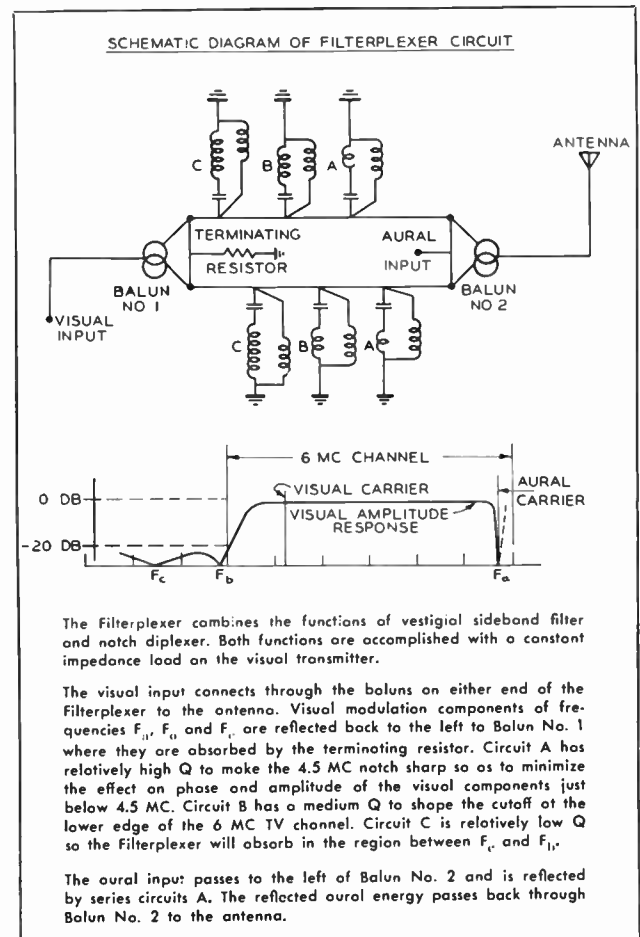 SCHEMATIC DIAGRAM OF FILTERPLEXER CIRCUIT
ANTENNA
C
B
A
TERMINATING
RESISTOR
AURAL
INPUT
BALUN
NO 1
BALUN
NO 2
VISUAL
INPUT
C
B
A
6 MC CHANNEL
VISUAL CARRIER
AURAL
CARRIER
0 DB
VISUAL AMPLITUDE
RESPONSE
-20 DB
Fc
Fb
Fa
The Filterplexer combines the functions of vestigial sideband filter
and notch diplexer. Both functions are accomplished with a constant
impedance load on the visual transmitter.
The visual input connects through the baluns on either end of the
Filterplexer to the antenna. Visual modulation components of fre-
quencies F, F and F are reflected back to the left to Balun No. 1
where they are absorbed by the terminating resistor. Circuit A has
relatively high Q to make the 4.5 MC notch sharp so as to minimize
the effect on phase and amplitude of the visual components just
below 4.5 MC. Circuit B has a medium Q to shape the cutoff at the
lower edge of the 6 MC TV channel. Circuit C is relatively low Q
so the Filterplexer will absorb in the region between Fc and Fb.
The aural input passes to the left of Balun No. 2 and is reflected
by series circuits A. The reflected aural energy passes back through
Balun No. 2 to the antenna.